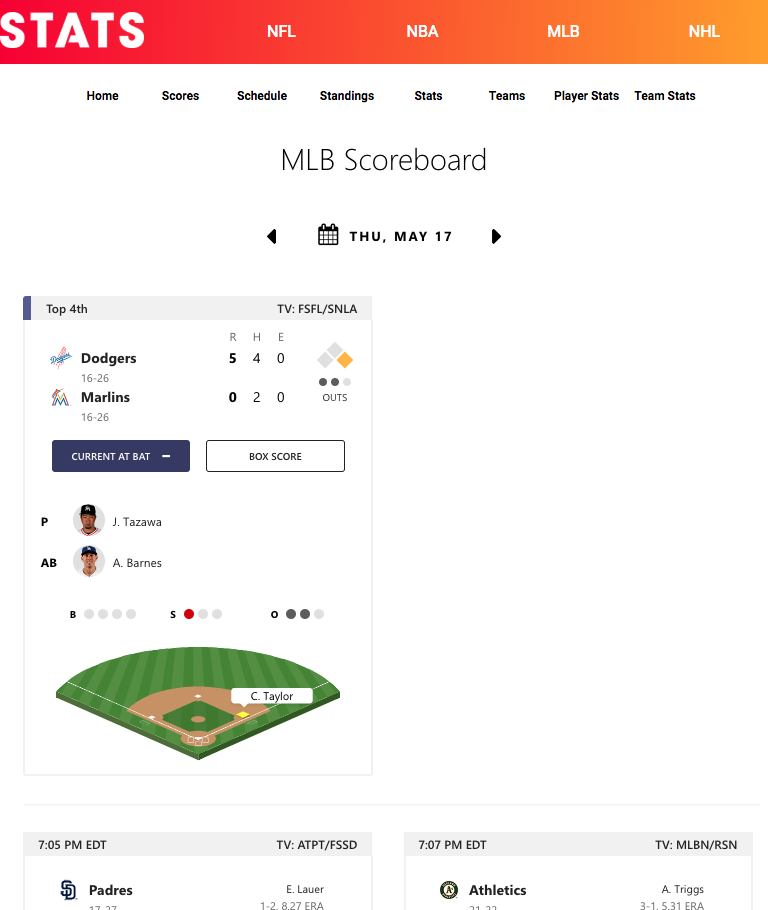 STATS NFL NBA MLB NHL
Home Scores Schedule Standings Stats Teams Player Stats Team Stats
MLB Scoreboard
THU, MAY 17
Top 4th TV: FSFL/SNLA
R H E
Dodgers 5 4 0
16-26
Marlins 0 2 0
OUTS
16-26
CURRENT AT BAT BOX SCORE
P J. Tazawa
AB A. Barnes
B S O
C. Taylor
7:05 PM EDT TV: ATPT/FSSD
Padres E. Lauer
17-27 1-2, 8.27 ERA
7:07 PM EDT TV: MLBN/RSN
Athletics A. Triggs
21-22 3-1, 5.31 ERA